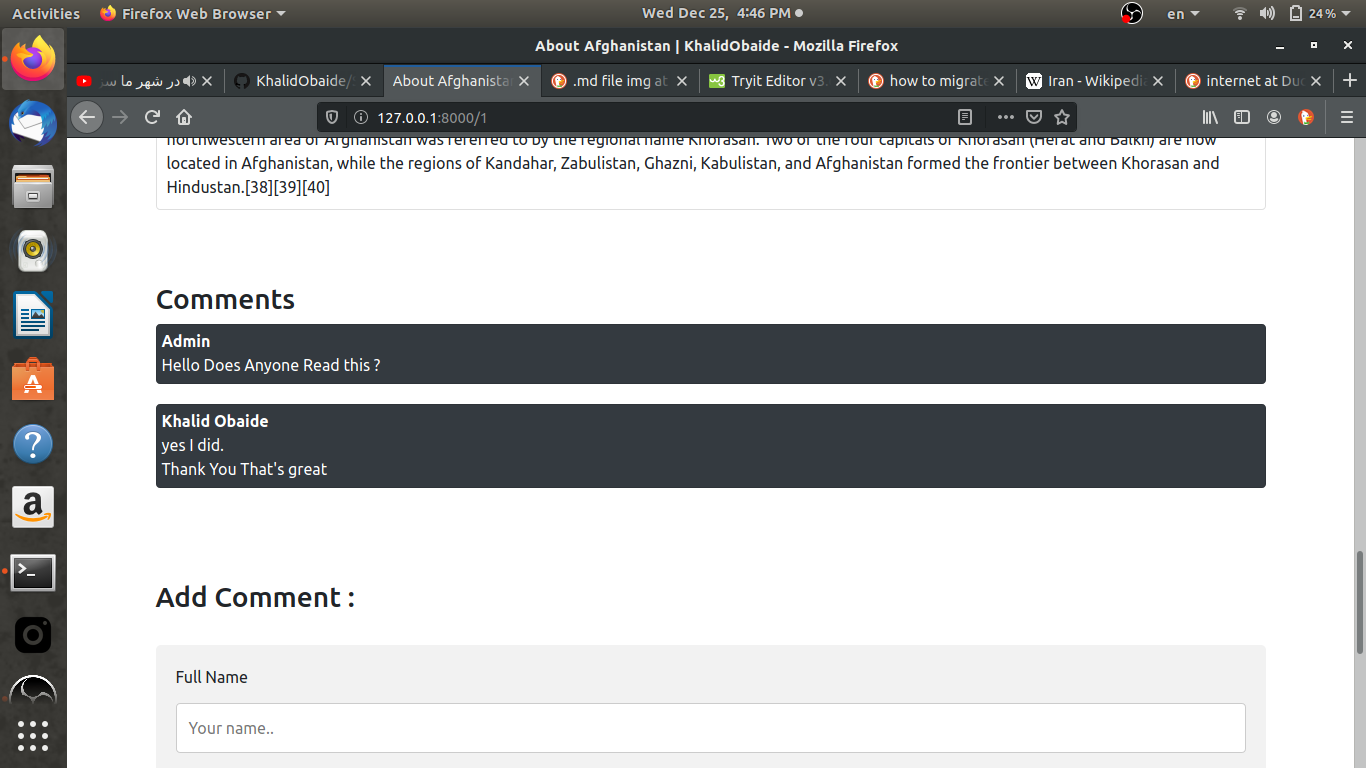 Activities
Firefox Web Browser
Wed Dec 25, 4:46 PM
en
24%
About Afghanistan | KhalidObaide - Mozilla Firefox
در شهر ما
KhalidObaide/
About Afghanista
.md file img at
Tryit Editor v3.
how to migrate
Iran - Wikipedia
internet at Duc
127.0.0.1:8000/1
northwestern area of Afghanistan was referred to by the regional name Khorasan. Two of the four capitals of Khorasan (Herat and Balkh) are now
located in Afghanistan, while the regions of Kandahar, Zabulistan, Ghazni, Kabulistan, and Afghanistan formed the frontier between Khorasan and
Hindustan.[38][39][40]
Comments
Admin
Hello Does Anyone Read this ?
Khalid Obaide
yes I did.
Thank You That's great
Add Comment :
Full Name
Your name..